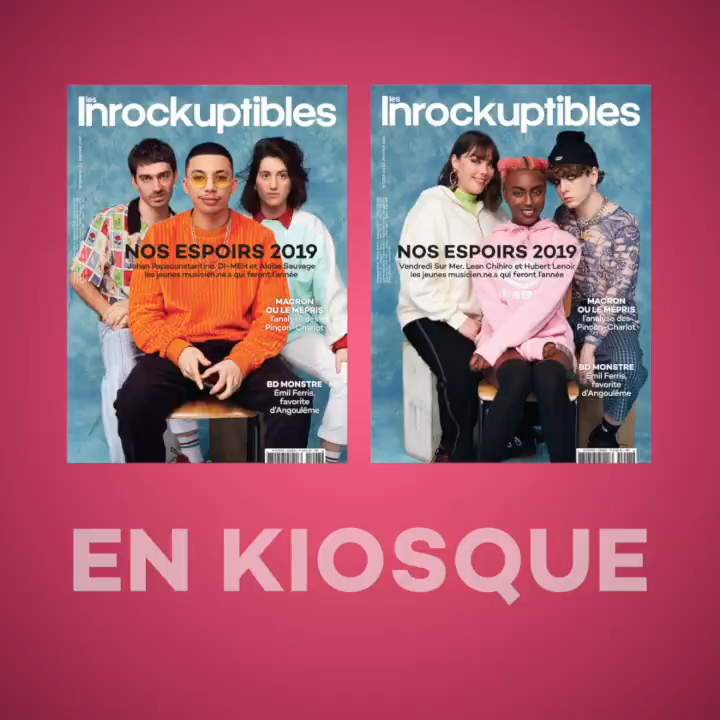 les
Inrockuptibles
NOS ESPOIRS 2019
Johan Papaconstantino, Di-Meh et Aloïse Sauvage
les jeunes musicien.ne.s qui feront l'année
MACRON
OU LE MÉPRIS
l'analyse des
Pinçon-Charlot
BD MONSTRE
Emil Ferris,
favorite
d'Angoulême
les
Inrockuptibles
NOS ESPOIRS 2019
Vendredi Sur Mer, Lean Chihiro et Hubert Lenoir
les jeunes musicien.ne.s qui feront l'année
MACRON
OU LE MÉPRIS
l'analyse des
Pinçon-Charlot
BD MONSTRE
Emil Ferris,
favorite
d'Angoulême
EN KIOSQUE